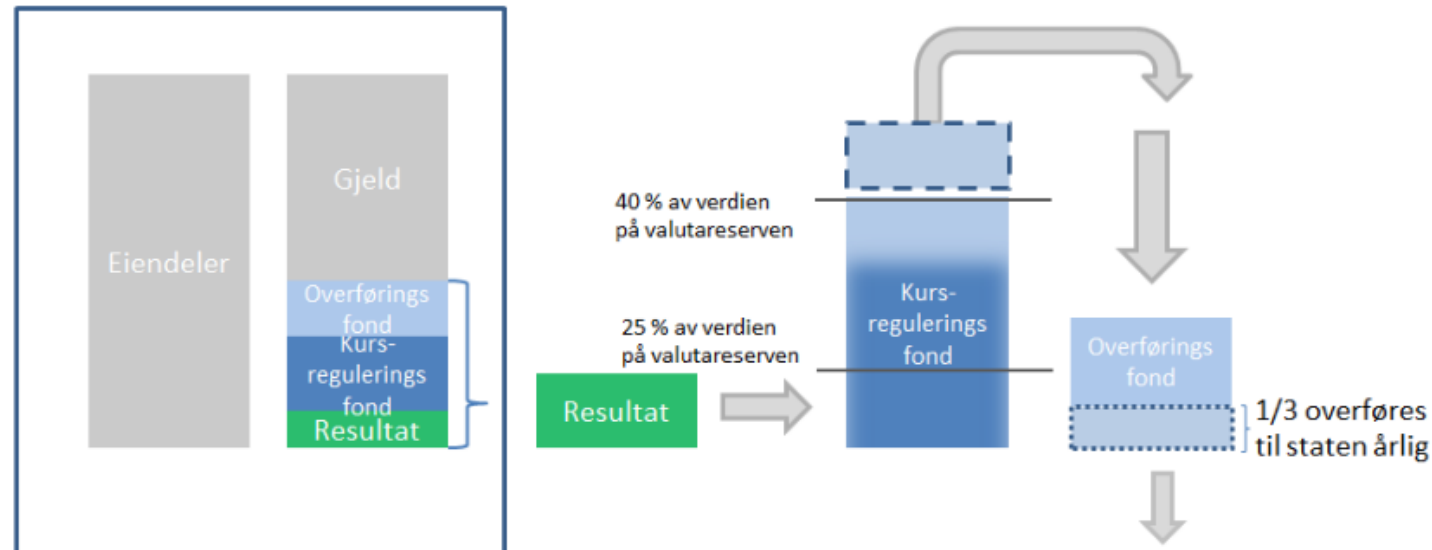 Eiendeler
Gjeld
Overførings
fond
Kurs-
regulerings
fond
Resultat
Resultat
40 % av verdien
på valutareserven
25 % av verdien
på valutareserven
Kurs-
regulerings
fond
Overførings
fond
1/3 overføres
til staten årlig